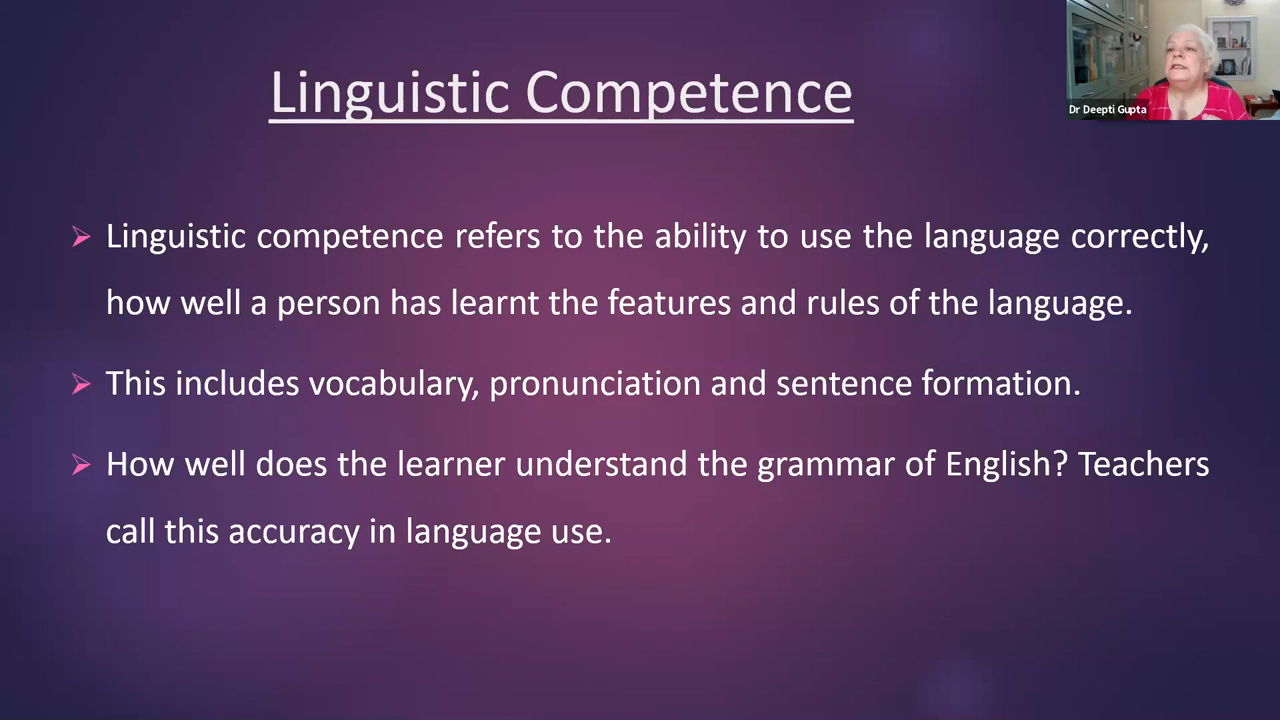 Linguistic Competence
Dr Deepti Gupta
Linguistic competence refers to the ability to use the language correctly,
how well a person has learnt the features and rules of the language.
This includes vocabulary, pronunciation and sentence formation.
How well does the learner understand the grammar of English? Teachers
call this accuracy in language use.